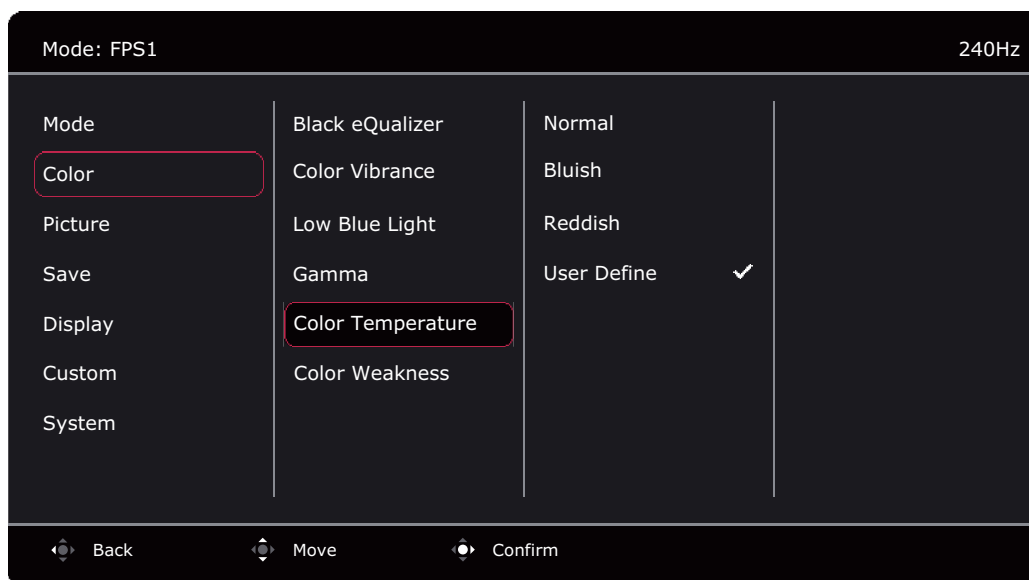 Mode: FPS1 240Hz
Mode
Color
Picture
Save
Display
Custom
System
Black eQualizer
Color Vibrance
Low Blue Light
Gamma
Color Temperature
Color Weakness
Normal
Bluish
Reddish
User Define
Back Move Confirm